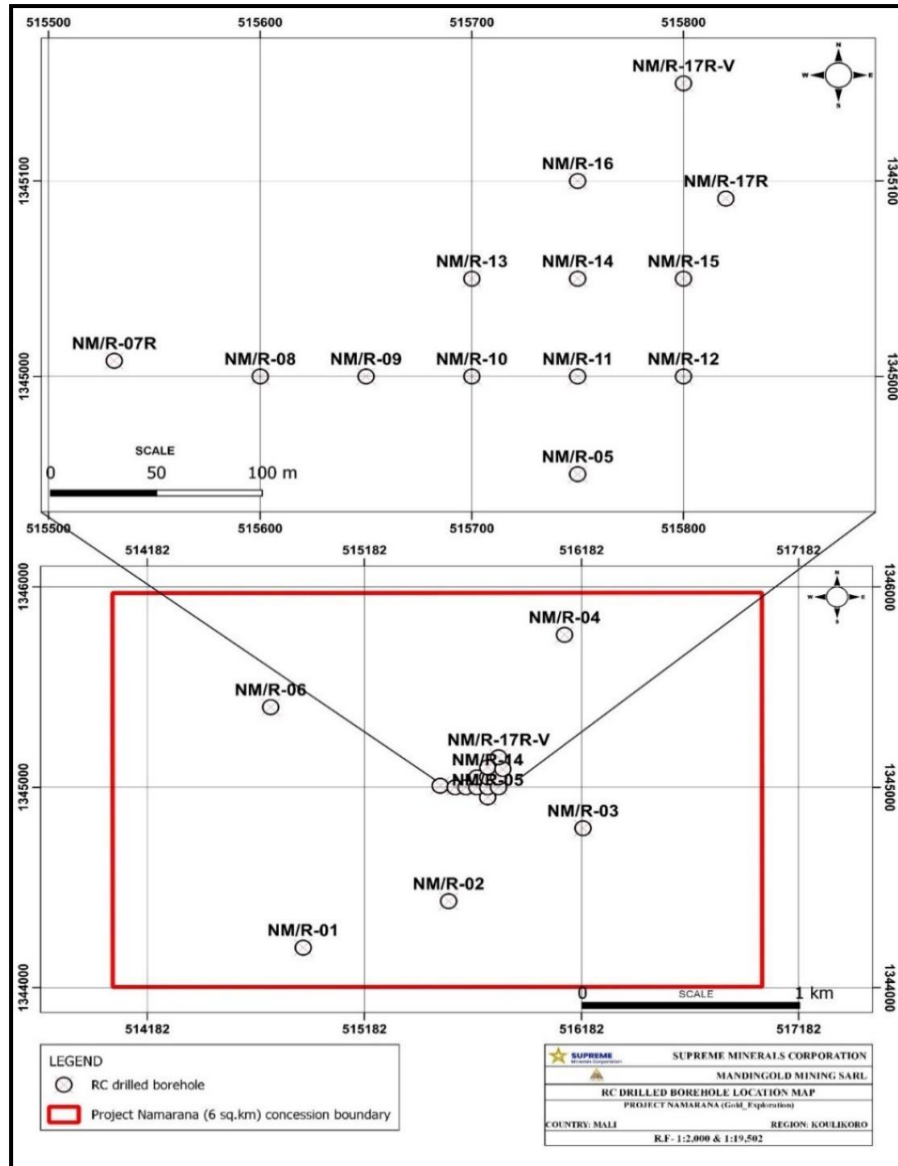 515500 515600 515700 515800
N
W E
S
NM/R-17R-V
NM/R-16
1345100
1345100
NM/R-17R
NM/R-13 NM/R-14 NM/R-15
NM/R-07R
NM/R-08 NM/R-09 NM/R-10 NM/R-11 NM/R-12
1345000
1345000
SCALE
0 50 100 m
NM/R-05
515500 515600 515700 515800
514182 515182 516182 517182
1346000
1346000
N
W E
S
NM/R-04
NM/R-06
NM/R-17R-V
NM/R-14
NM/R-05
1345000
1345000
NM/R-03
NM/R-02
NM/R-01
1344000
1344000
0 SCALE 1 km
514182 515182 516182 517182
LEGEND
RC drilled borehole
Project Namarana (6 sq.km) concession boundary
SUPREME
Minerals Corporation
SUPREME MINERALS CORPORATION
MANDINGOLD MINING SARL
RC DRILLED BOREHOLE LOCATION MAP
PROJECT NAMARANA (Gold_Exploration)
COUNTRY: MALI REGION: KOULIKORO
R.F- 1:2,000 & 1:19,502